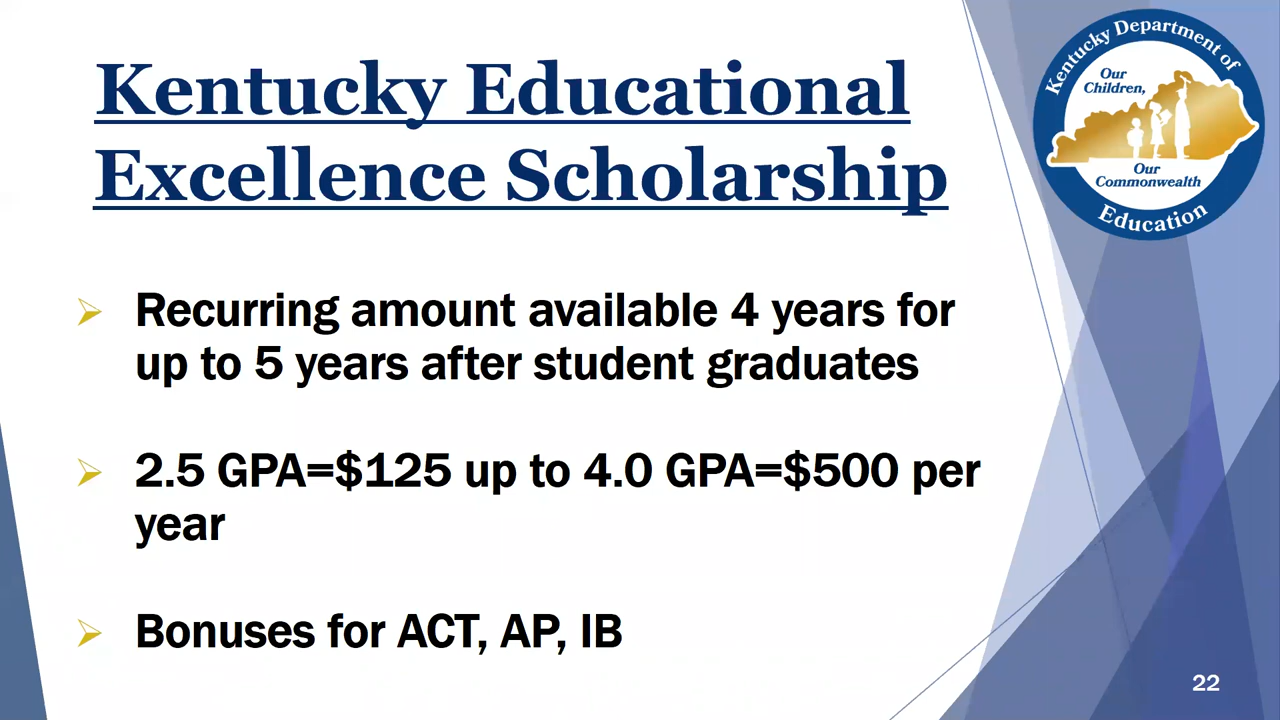 Kentucky Educational
Excellence Scholarship
Kentucky Department of
Our
Children,
Our
Commonwealth
Education
Recurring amount available 4 years for
up to 5 years after student graduates
2.5 GPA=$125 up to 4.0 GPA=$500 per
year
Bonuses for ACT, AP, IB
22